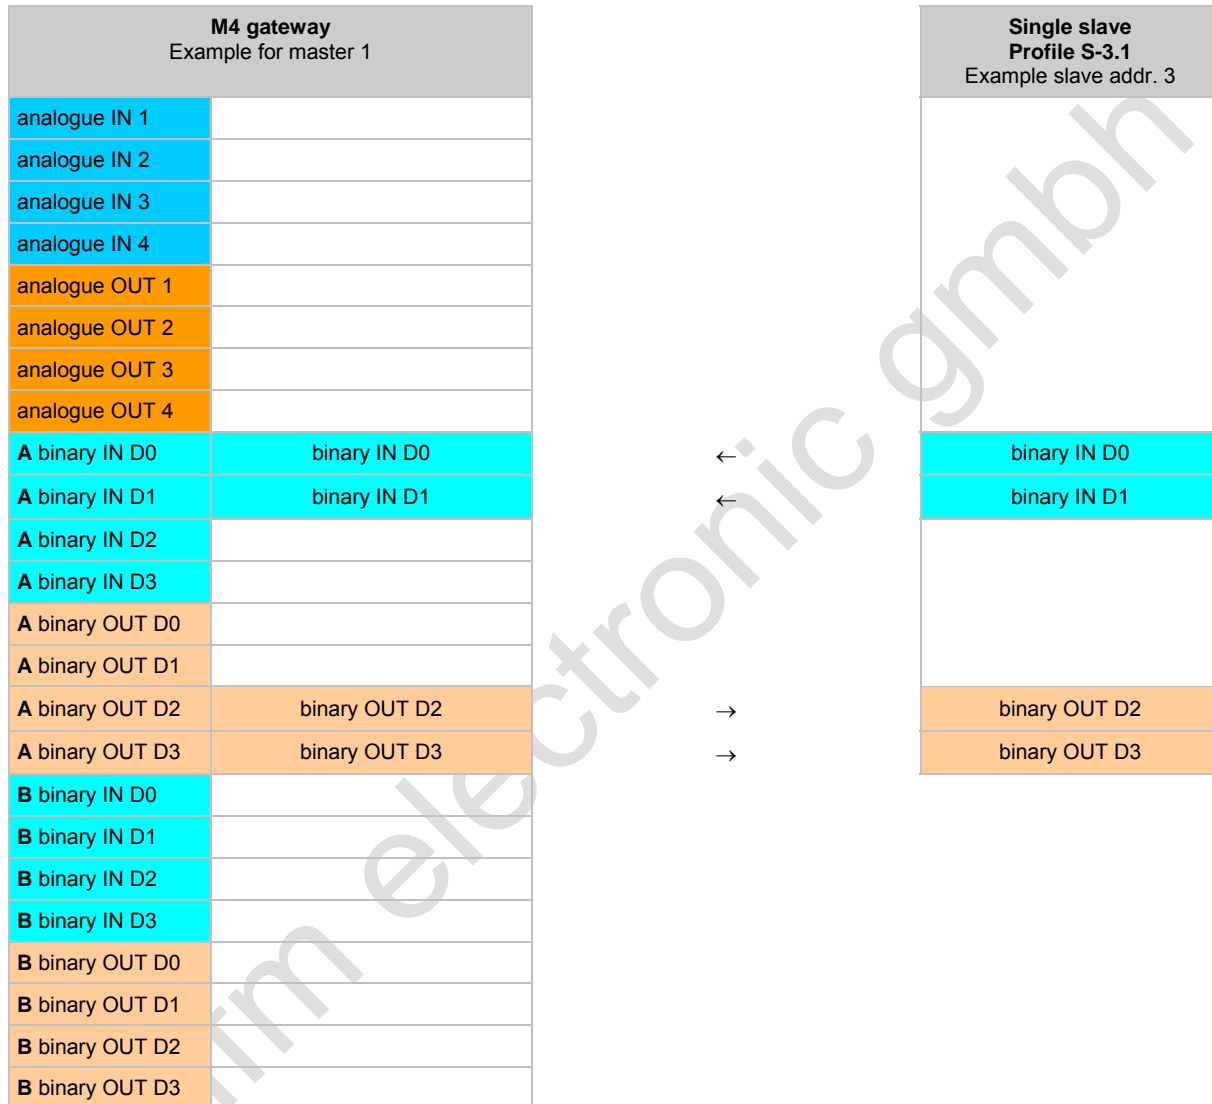 M4 gateway
Example for master 1
Single slave
Profile S-3.1
Example slave addr. 3
analogue IN 1
analogue IN 2
analogue IN 3
analogue IN 4
analogue OUT 1
analogue OUT 2
analogue OUT 3
analogue OUT 4
A binary IN D0 binary IN D0 ← binary IN D0
A binary IN D1 binary IN D1 ← binary IN D1
A binary IN D2
A binary IN D3
A binary OUT D0
A binary OUT D1
A binary OUT D2 binary OUT D2 → binary OUT D2
A binary OUT D3 binary OUT D3 → binary OUT D3
B binary IN D0
B binary IN D1
B binary IN D2
B binary IN D3
B binary OUT D0
B binary OUT D1
B binary OUT D2
B binary OUT D3
electronic gmbh